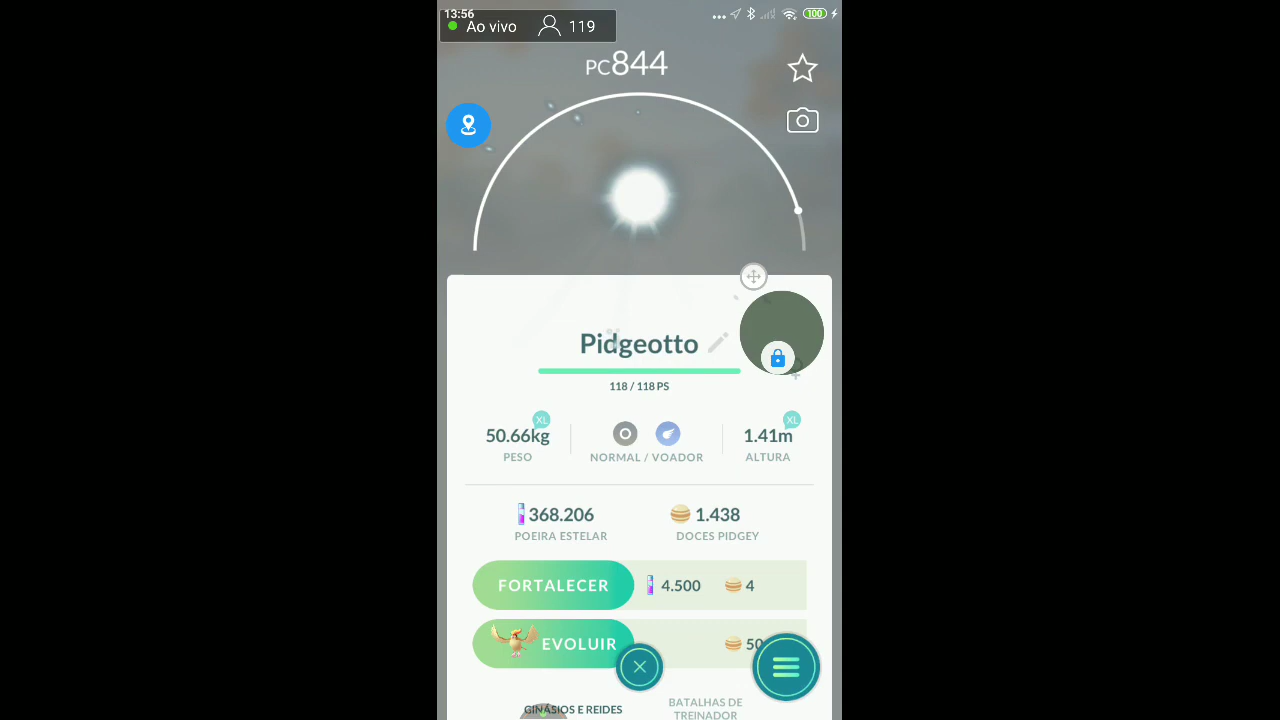 13:56
100
Ao vivo 119
PC844
Pidgeotto
118 / 118 PS
XL XL
50.66kg 1.41m
PESO NORMAL / VOADOR ALTURA
368.206 1.438
POEIRA ESTELAR DOCES PIDGEY
FORTALECER 4.500 4
EVOLUIR 50
GINÁSIOS E REIDES
BATALHAS DE
TREINADOR